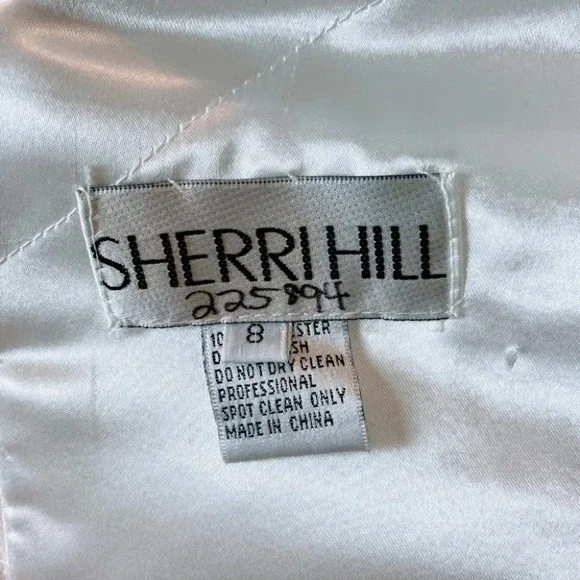 SHERRI HILL
225894
8
DO NOT DRY CLEAN
PROFESSIONAL
SPOT CLEAN ONLY
MADE IN CHINA